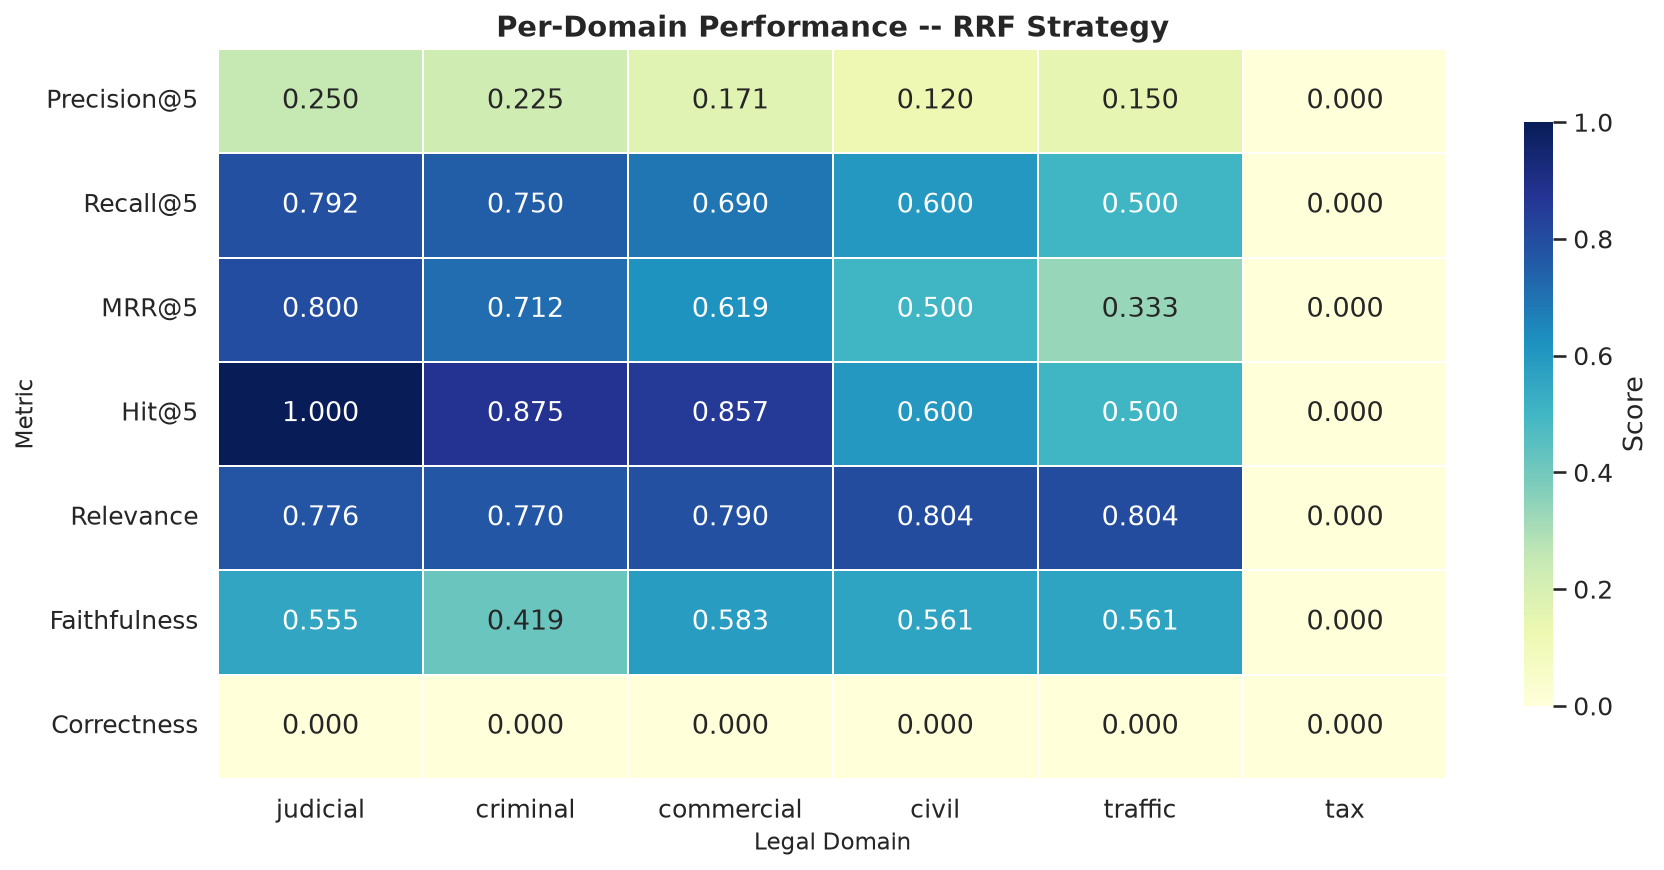 Per-Domain Performance -- RRF Strategy
Precision@5 0.250 0.225 0.171 0.120 0.150 0.000
Recall@5 0.792 0.750 0.690 0.600 0.500 0.000
MRR@5 0.800 0.712 0.619 0.500 0.333 0.000
Hit@5 1.000 0.875 0.857 0.600 0.500 0.000
Relevance 0.776 0.770 0.790 0.804 0.804 0.000
Faithfulness 0.555 0.419 0.583 0.561 0.561 0.000
Correctness 0.000 0.000 0.000 0.000 0.000 0.000
judicial criminal commercial civil traffic tax
Legal Domain
Metric
1.0
0.8
0.6
0.4
0.2
0.0
Score